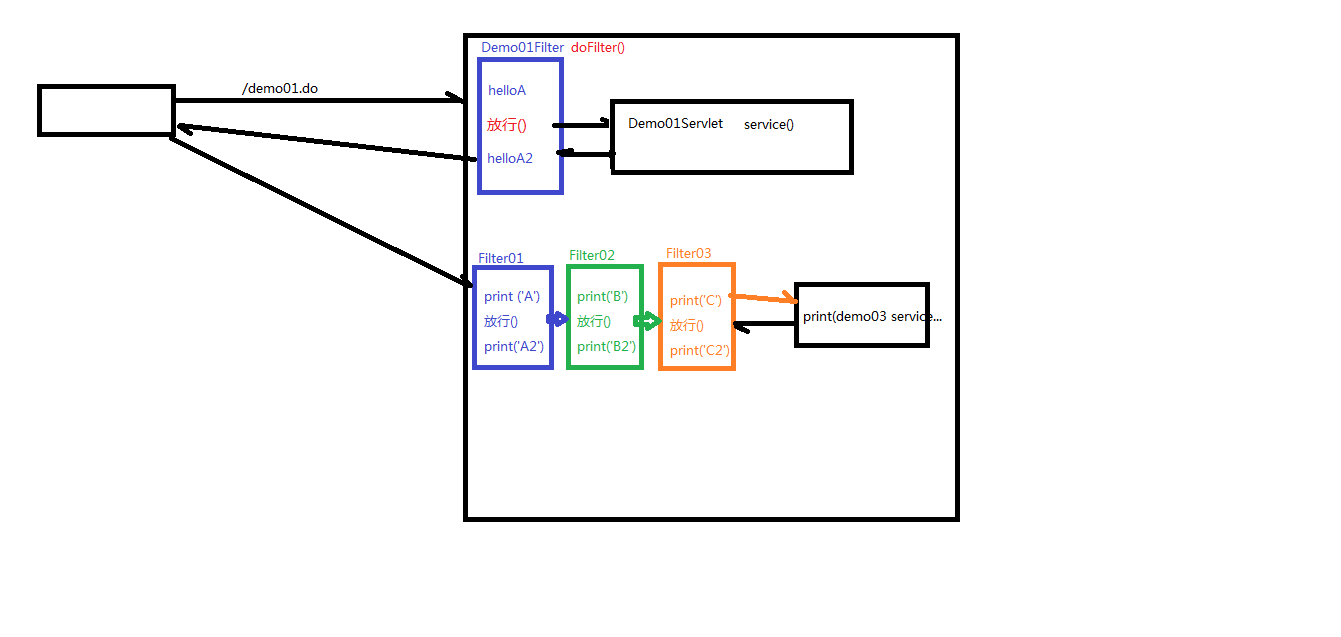 Demo01Filter doFilter()
/demo01.do
helloA
放行()
helloA2
Demo01Servlet service()
Filter01
print ('A')
放行()
print('A2')
Filter02
print('B')
放行()
print('B2')
Filter03
print('C')
放行()
print('C2')
print(demo03 service...